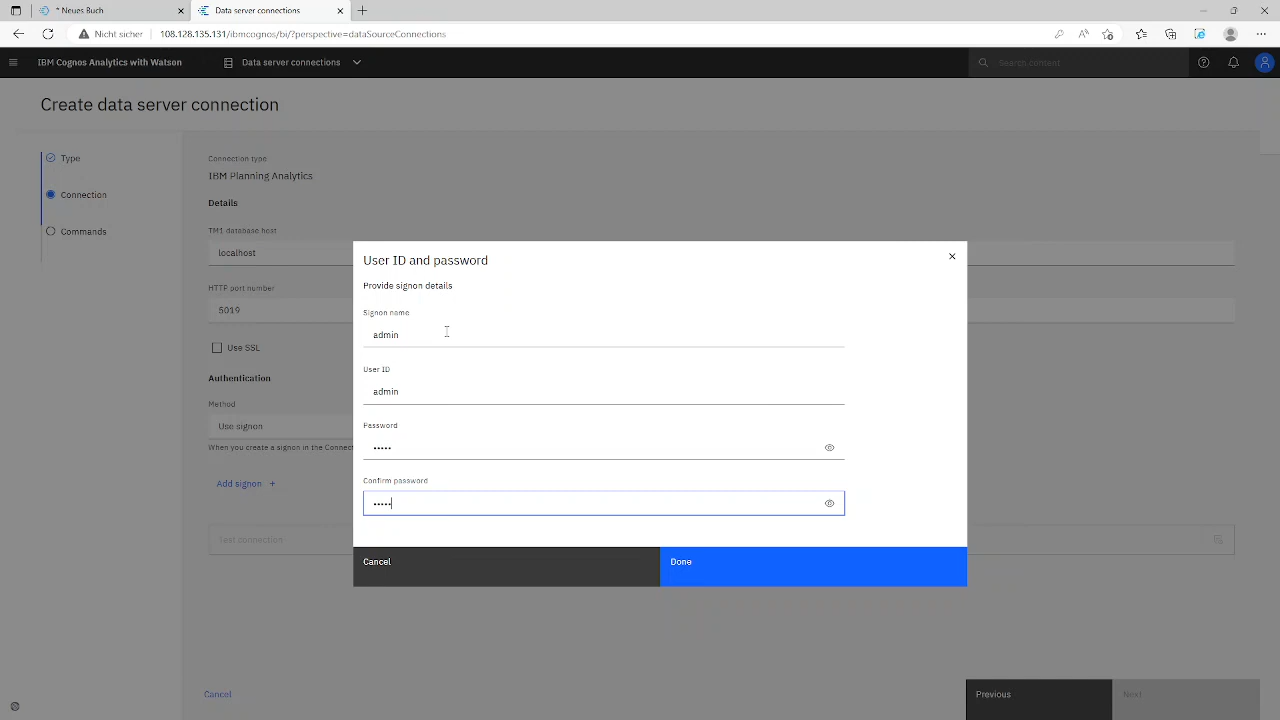 * Neues Buch
Data server connections
Nicht sicher
108.128.135.131/ibmcognos/bi/?perspective=dataSourceConnections
IBM Cognos Analytics with Watson
Data server connections
Search content
Create data server connection
Type
Connection
Commands
Connection type
IBM Planning Analytics
Details
TM1 database host
localhost
HTTP port number
5019
Use SSL
Authentication
Method
Use signon
When you create a signon in the Connect
Add signon +
Test connection
User ID and password
Provide signon details
Signon name
admin
User ID
admin
Password
•••••
Confirm password
•••••
Cancel
Done
Cancel
Previous
Next